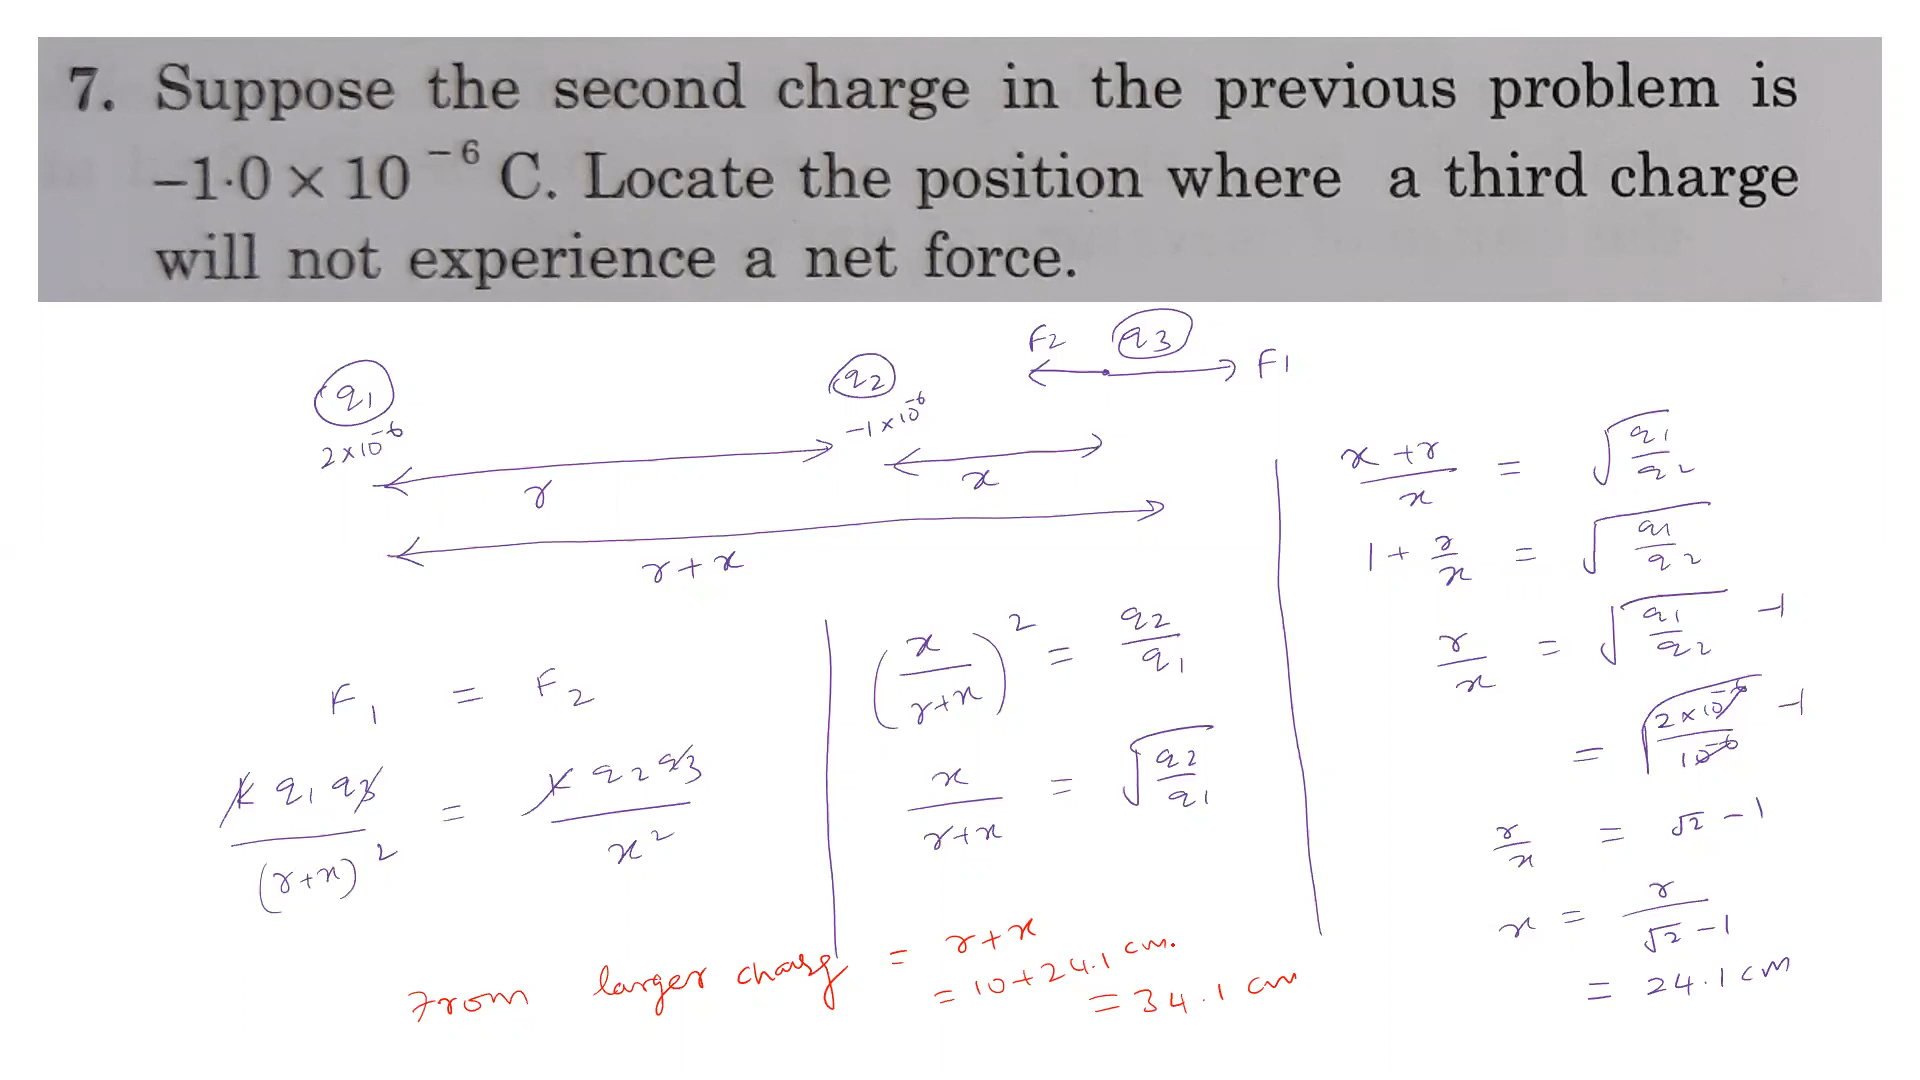 7. Suppose the second charge in the previous problem is
–1·0 × 10⁻⁶ C. Locate the position where a third charge
will not experience a net force.
q₁
2×10⁻⁶
q₂
-1×10⁻⁶
F2 q3 F1
r
x
r+x
F₁ = F₂
k q₁ q₃ / (r+x)² = k q₂ q₃ / x²
(x / r+x)² = q₂ / q₁
x / r+x = √(q₂ / q₁)
x+r / x = √(q₁ / q₂)
1 + r/x = √(q₁ / q₂)
r/x = √(q₁ / q₂) -1
= √(2×10⁻⁶ / 10⁻⁶) -1
r/x = √2 -1
x = r / √2 -1
= 24.1 cm
From larger charg = r+x
= 10+24.1 cm.
= 34.1 cm